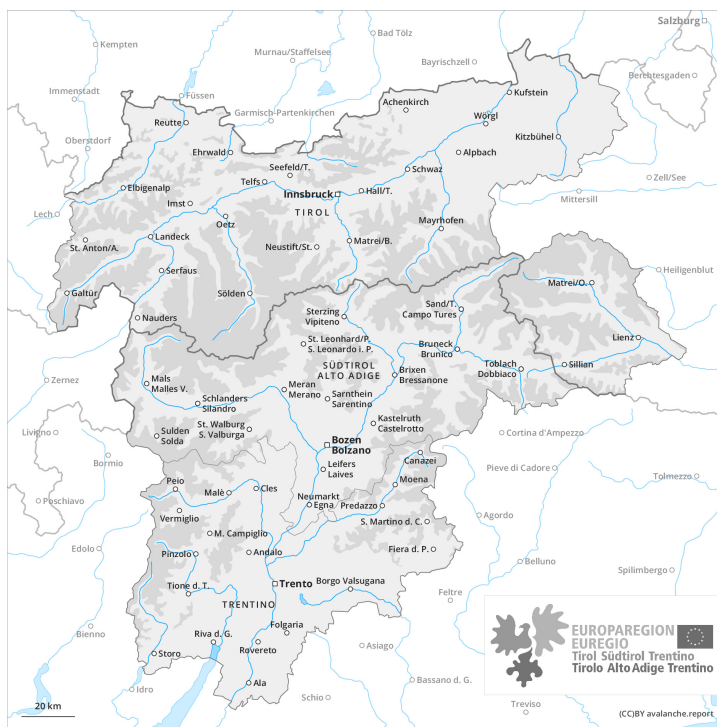 Salzburg
Kempten
Bad Tölz
Murnau/Staffelsee
Bayrischzell
Berchtesgaden
Immenstadt
Füssen
Garmisch-Partenkirchen
Achenkirch
Kufstein
Reutte
Wörgl
Oberstdorf
Ehrwald
Kitzbühel
Alpbach
Seefeld/T.
Telfs
Schwaz
Zell/See
Elbigenalp
Innsbruck
Hall/T.
Mittersill
Imst
TIROL
Lech
Oetz
Mayrhofen
Landeck
St. Anton/A.
Neustift/St.
Matrei/B.
Serfaus
Heiligenblut
Matrei/O.
Galtür
Sölden
Sand/T.
Campo Tures
Nauders
Sterzing
Vipiteno
Lienz
St. Leonhard/P.
S. Leonardo i. P.
Bruneck
Brunico
SÜDTIROL
ALTO ADIGE
Toblach
Dobbiaco
Sillian
Brixen
Bressanone
Zernez
Mals
Malles V.
Meran
Merano
Sarnthein
Sarentino
Schlanders
Silandro
Kastelruth
Castelrotto
St. Walburg
S. Valburga
Livigno
Sulden
Solda
Bozen
Bolzano
Cortina d'Ampezzo
Bormio
Canazei
Pieve di Cadore
Leifers
Laives
Tolmezzo
Peio
Moena
Malè
Cles
Poschiavo
Neumarkt
Egna
Predazzo
Vermiglio
Agordo
S. Martino d. C.
M. Campiglio
Edolo
Pinzolo
Andalo
Fiera d. P.
Belluno
Spilimbergo
Trento
Borgo Valsugana
Tione d. T.
Feltre
TRENTINO
Folgaria
Bienno
Riva d. G.
Rovereto
Asiago
Storo
Bassano d. G.
Idro
Ala
Schio
Treviso
EUROPAREGION
EUREGIO
Tirol Südtirol Trentino
Tirolo Alto Adige Trentino
20 km
(CC)BY avalanche.report